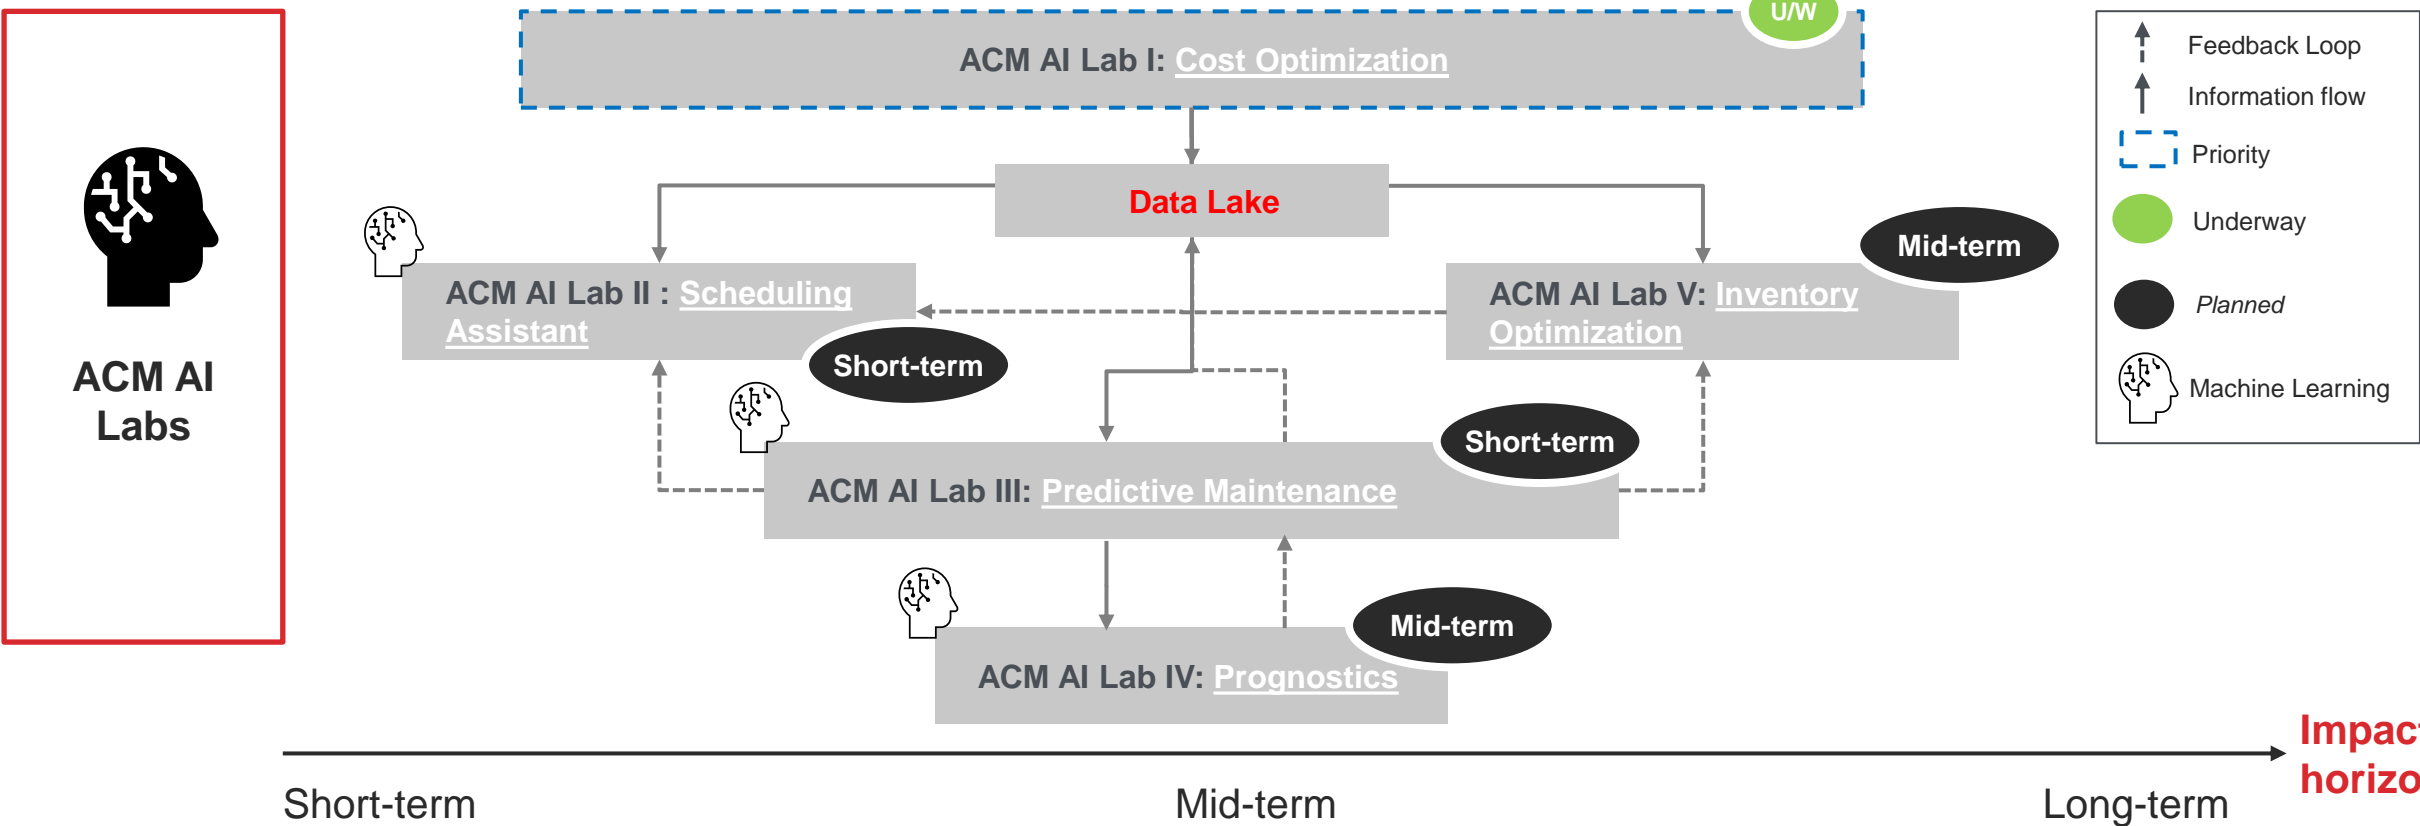 U/W
ACM AI Lab I: Cost Optimization
Data Lake
ACM AI Lab II : Scheduling
Assistant
Short-term
ACM AI Lab V: Inventory
Optimization
Mid-term
ACM AI Lab III: Predictive Maintenance
Short-term
ACM AI Lab IV: Prognostics
Mid-term
ACM AI
Labs
Feedback Loop
Information flow
Priority
Underway
Planned
Machine Learning
Short-term
Mid-term
Long-term
Impact
horizo